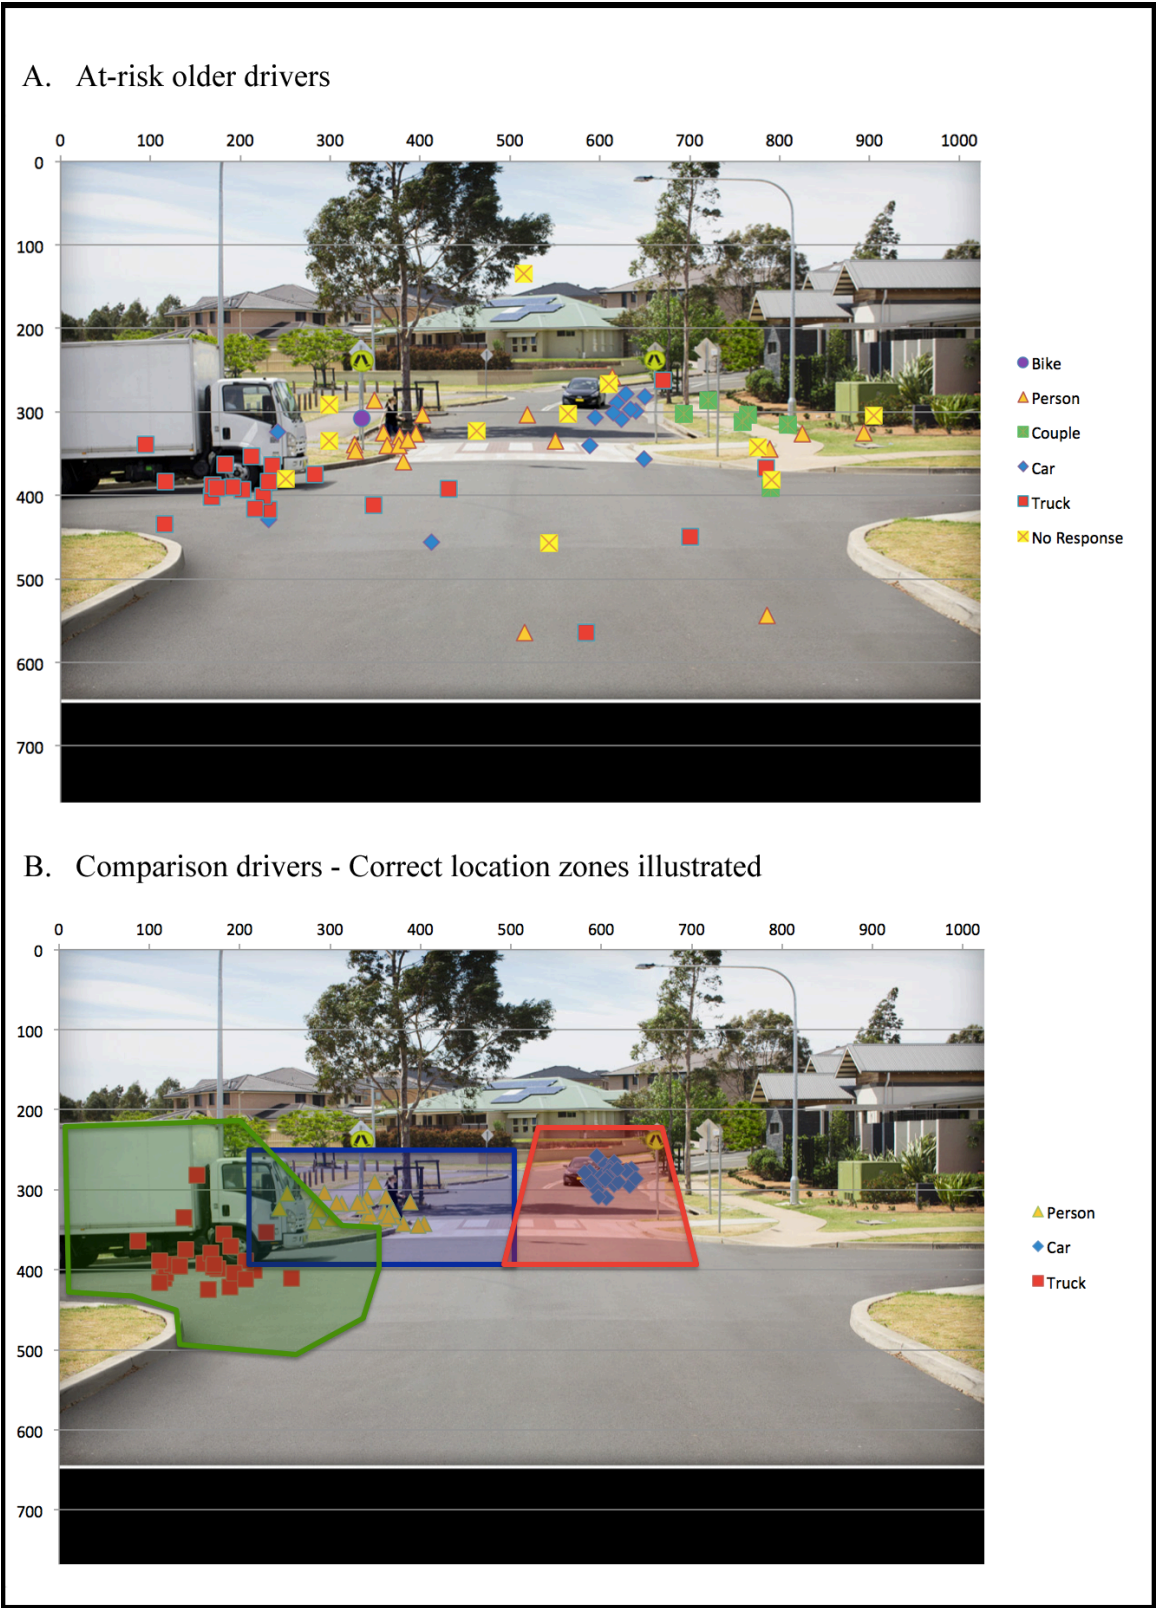 A. At-risk older drivers
0 100 200 300 400 500 600 700 800 900 1000
0
100
200
300
400
500
600
700
Bike
Person
Couple
Car
Truck
No Response
B. Comparison drivers - Correct location zones illustrated
0 100 200 300 400 500 600 700 800 900 1000
0
100
200
300
400
500
600
700
Person
Car
Truck